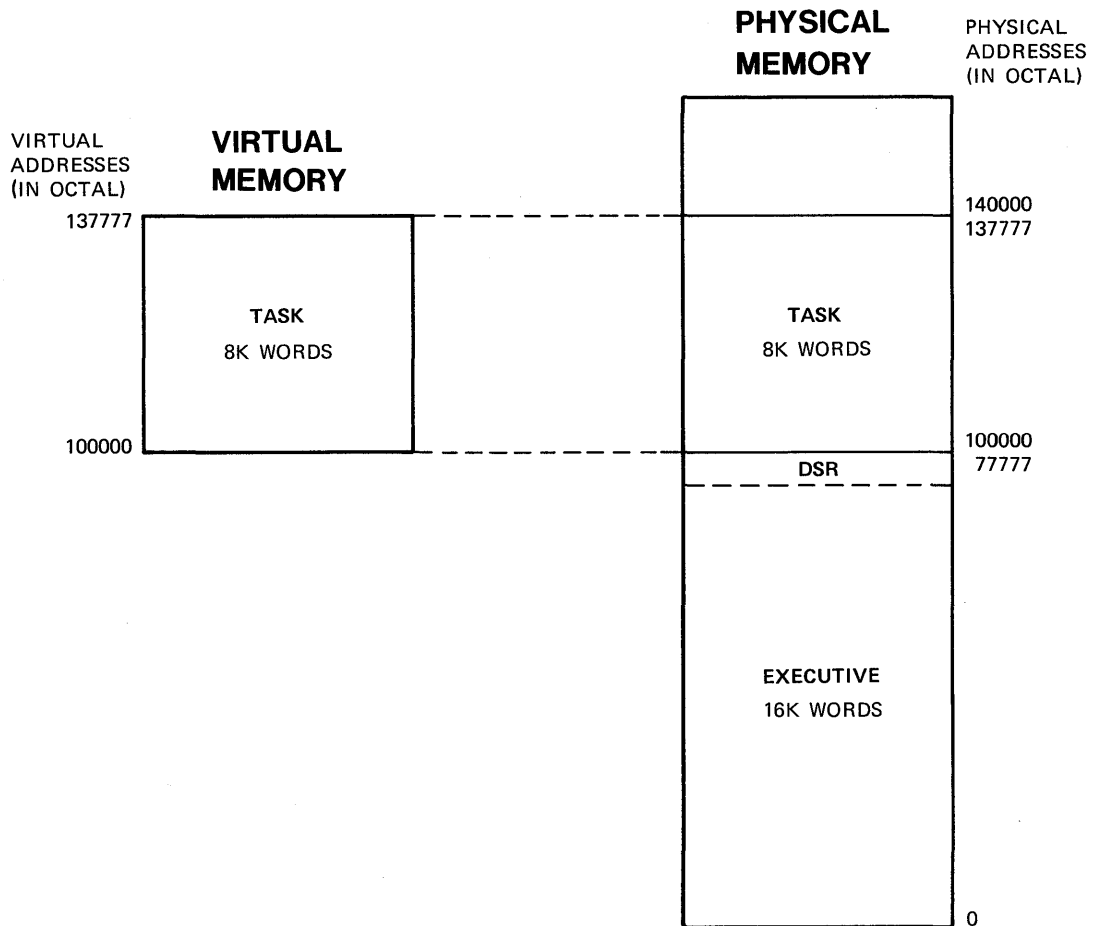 PHYSICAL
MEMORY
PHYSICAL
ADDRESSES
(IN OCTAL)
VIRTUAL
ADDRESSES
(IN OCTAL)
VIRTUAL
MEMORY
137777
TASK
8K WORDS
100000
140000
137777
TASK
8K WORDS
100000
77777
DSR
EXECUTIVE
16K WORDS
0